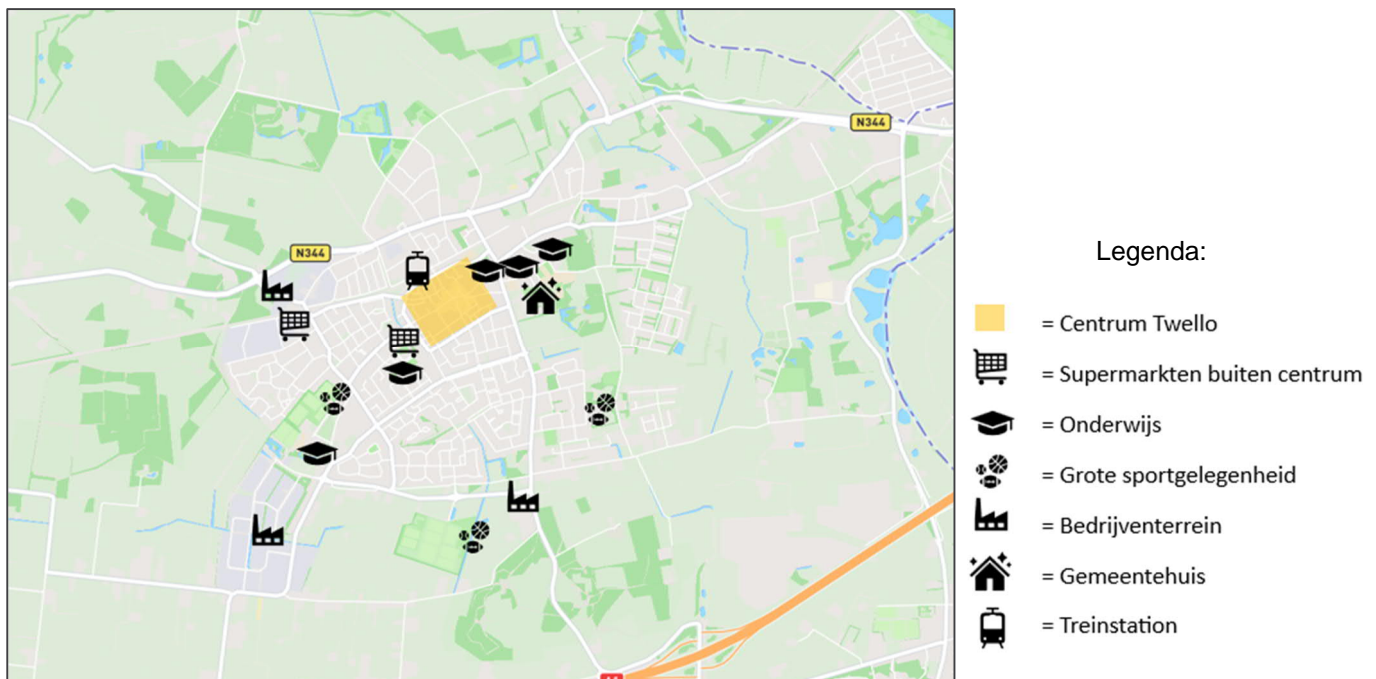 N344
N344
Legenda:
= Centrum Twello
= Supermarkten buiten centrum
= Onderwijs
= Grote sportgelegenheid
= Bedrijventerrein
= Gemeentehuis
= Treinstation